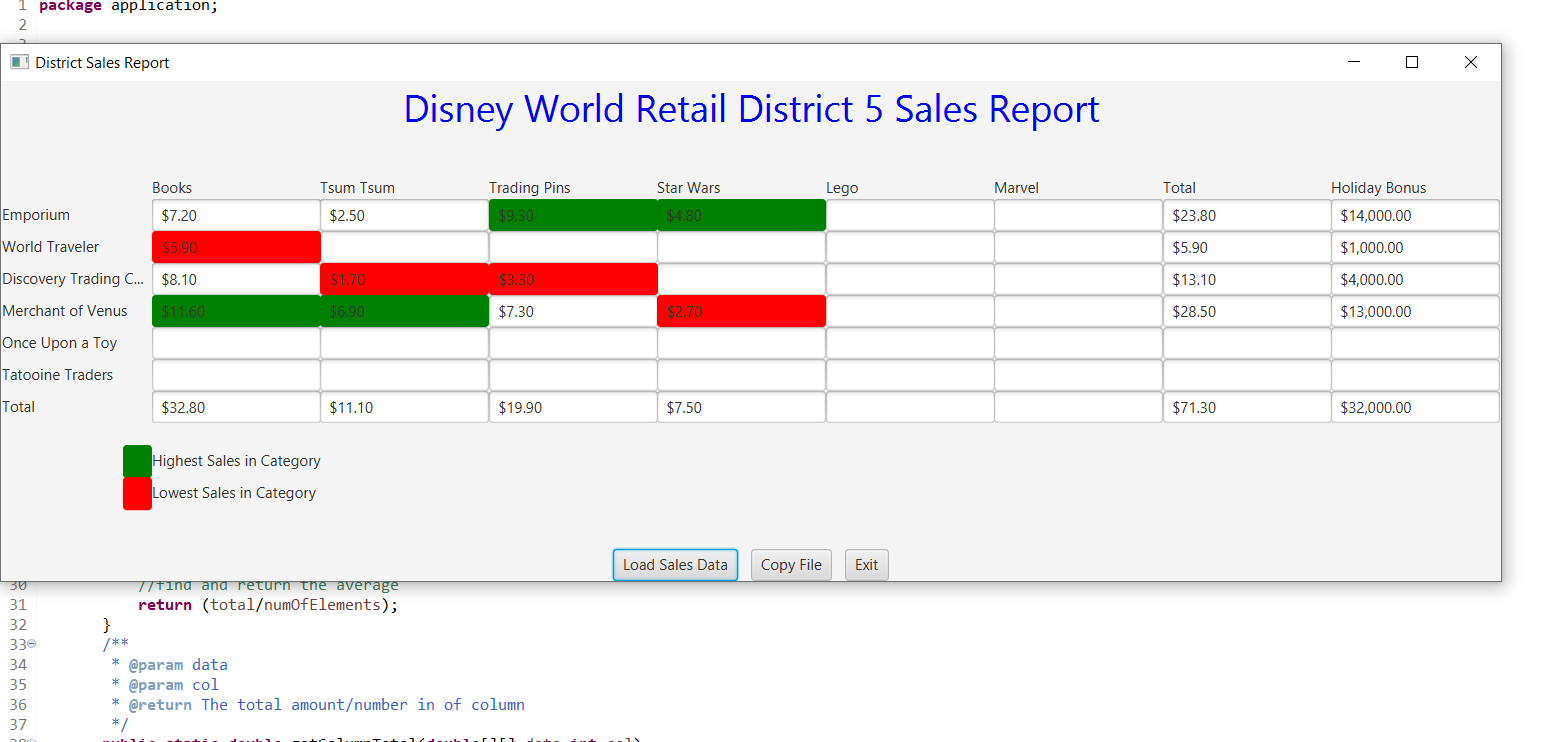 1 package application;
2
District Sales Report
Disney World Retail District 5 Sales Report
Books Tsum Tsum Trading Pins Star Wars Lego Marvel Total Holiday Bonus
Emporium $7.20 $2.50 $9.30 $4.80 $23.80 $14,000.00
World Traveler $5.90 $5.90 $1,000.00
Discovery Trading C... $8.10 $1.70 $3.30 $13.10 $4,000.00
Merchant of Venus $11.60 $6.90 $7.30 $2.70 $28.50 $13,000.00
Once Upon a Toy
Tatooine Traders
Total $32.80 $11.10 $19.90 $7.50 $71.30 $32,000.00
Highest Sales in Category
Lowest Sales in Category
Load Sales Data Copy File Exit
30 //find and return the average
31 return (total/numOfElements);
32 }
33 /**
34 * @param data
35 * @param col
36 * @return The total amount/number in of column
37 */